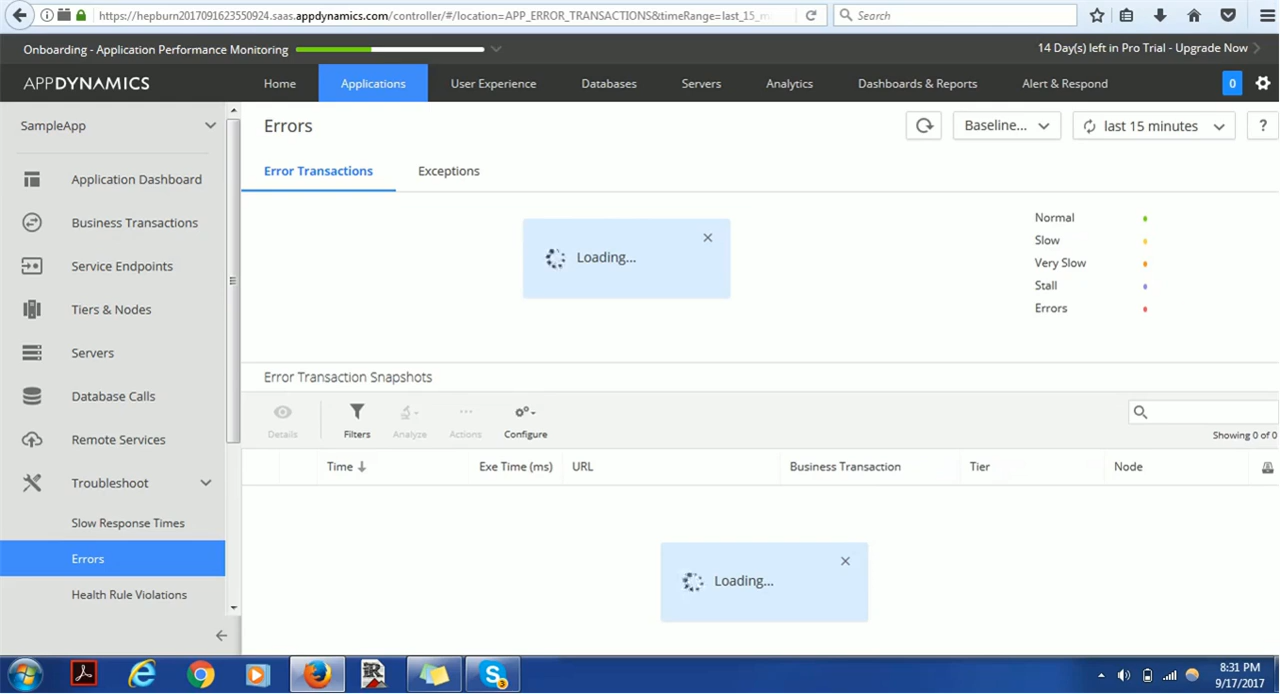 https://hepburn2017091623550924.saas.appdynamics.com/controller/#/location=APP_ERROR_TRANSACTIONS&timeRange=last_15_m
Search
Onboarding - Application Performance Monitoring
14 Day(s) left in Pro Trial - Upgrade Now
APPDYNAMICS
Home
Applications
User Experience
Databases
Servers
Analytics
Dashboards & Reports
Alert & Respond
0
SampleApp
Application Dashboard
Business Transactions
Service Endpoints
Tiers & Nodes
Servers
Database Calls
Remote Services
Troubleshoot
Slow Response Times
Errors
Health Rule Violations
Errors
Baseline...
last 15 minutes
?
Error Transactions
Exceptions
Loading...
Normal
Slow
Very Slow
Stall
Errors
Error Transaction Snapshots
Details
Filters
Analyze
Actions
Configure
Showing 0 of 0
Time
Exe Time (ms)
URL
Business Transaction
Tier
Node
Loading...
S
3
8:31 PM
9/17/2017